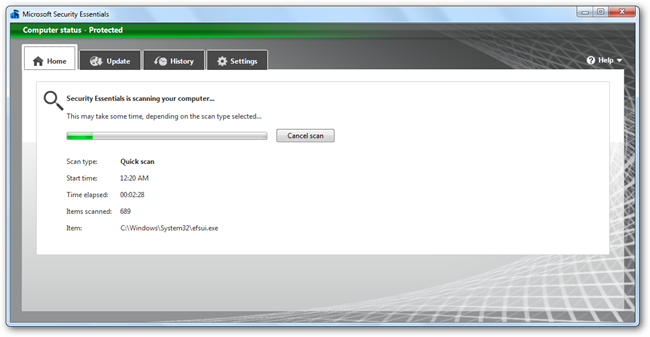 Microsoft Security Essentials
Computer status - Protected
Home Update History Settings Help
Security Essentials is scanning your computer...
This may take some time, depending on the scan type selected...
Cancel scan
Scan type: Quick scan
Start time: 12:20 AM
Time elapsed: 00:02:28
Items scanned: 689
Item: C:\Windows\System32\efsui.exe